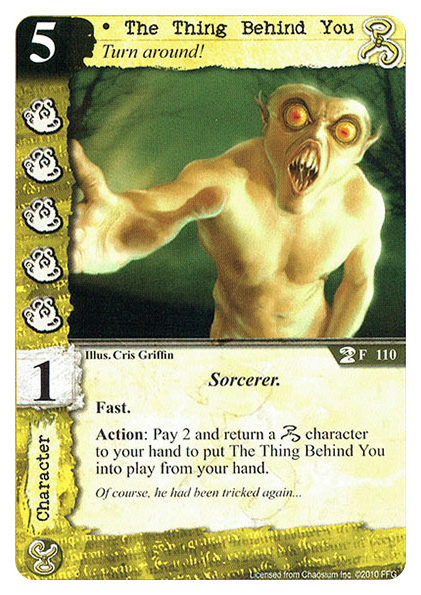 5
• The Thing Behind You
Turn around!
Illus. Cris Griffin
F 110
1
Character
Sorcerer.
Fast.
Action: Pay 2 and return a character
to your hand to put The Thing Behind You
into play from your hand.
Of course, he had been tricked again...
Licensed from Chaosium Inc. ©2010 FFG